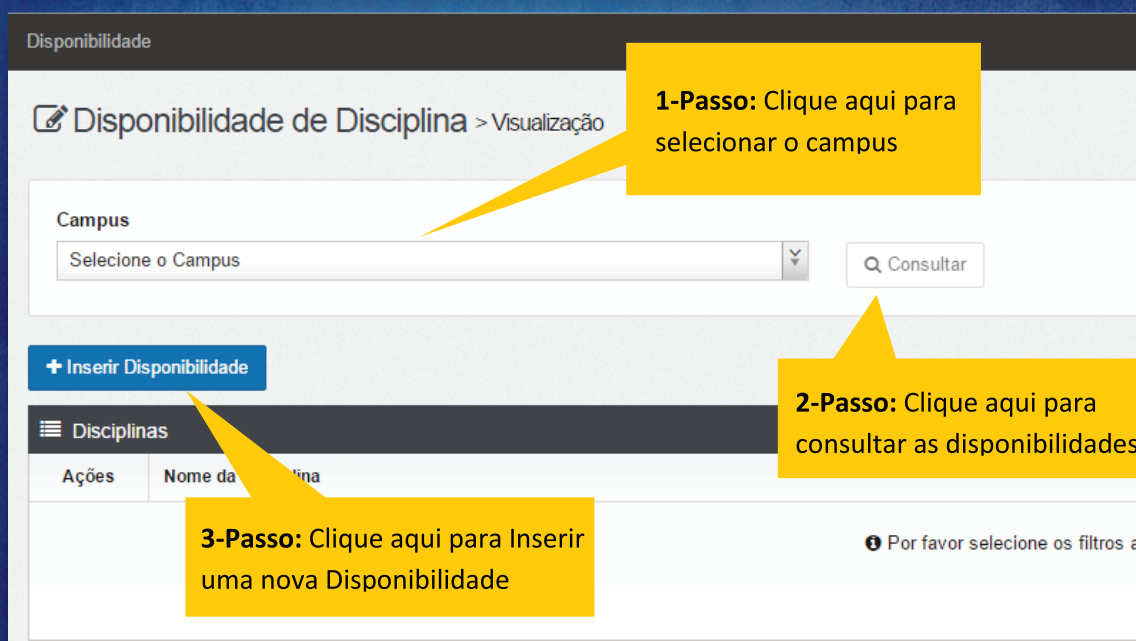 Disponibilidade
Disponibilidade de Disciplina > Visualização
1-Passo: Clique aqui para
selecionar o campus
Campus
Selecione o Campus
Consultar
+ Inserir Disponibilidade
2-Passo: Clique aqui para
consultar as disponibilidades
Disciplinas
Ações
Nome da
3-Passo: Clique aqui para Inserir
uma nova Disponibilidade
Por favor selecione os filtros